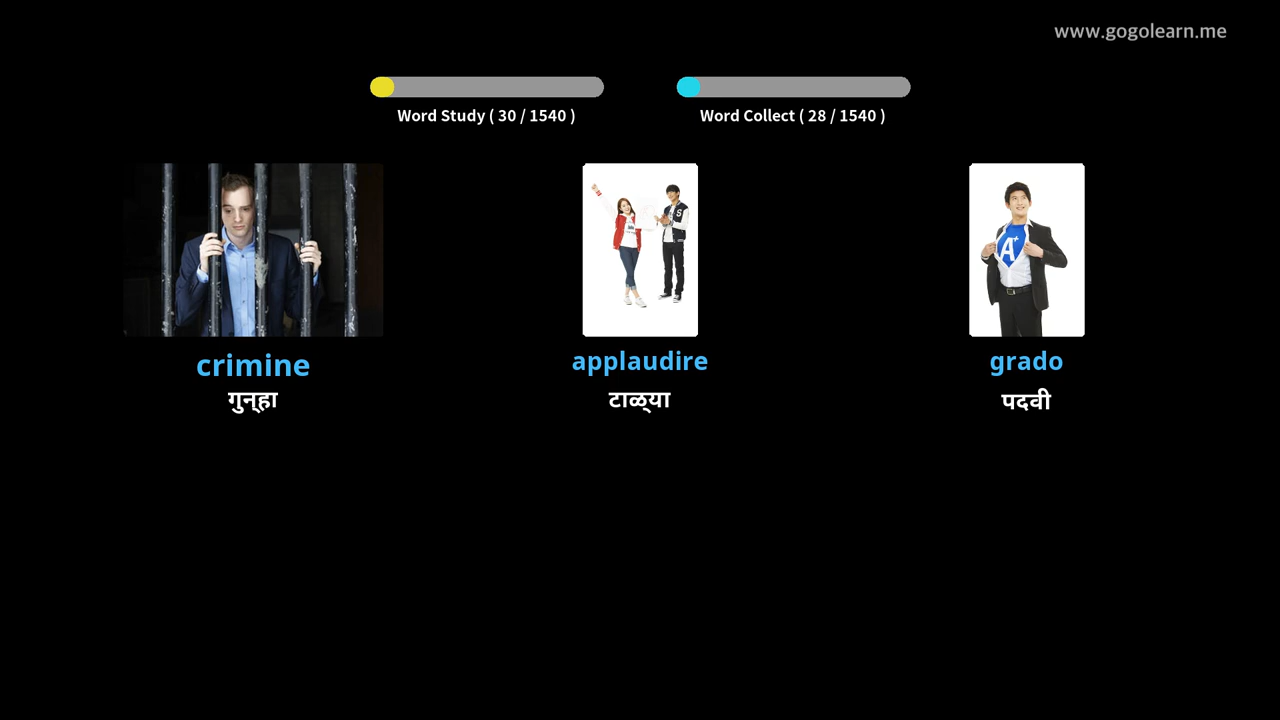 www.gogolearn.me
Word Study ( 30 / 1540 )
Word Collect ( 28 / 1540 )
S
A+
crimine
applaudire
grado
गुन्हा
टाळ्या
पदवी